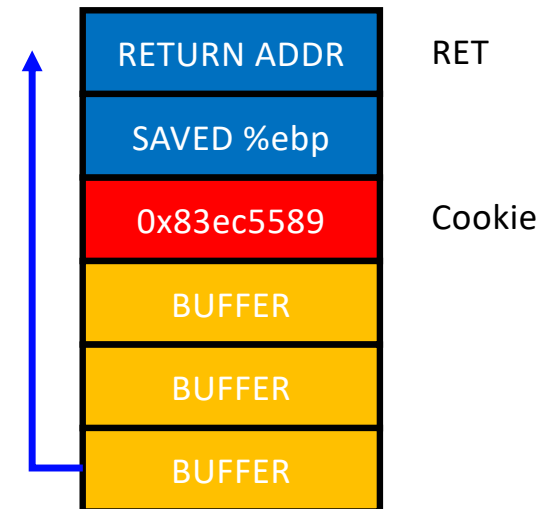 RETURN ADDR RET
SAVED %ebp
0x83ec5589 Cookie
BUFFER
BUFFER
BUFFER